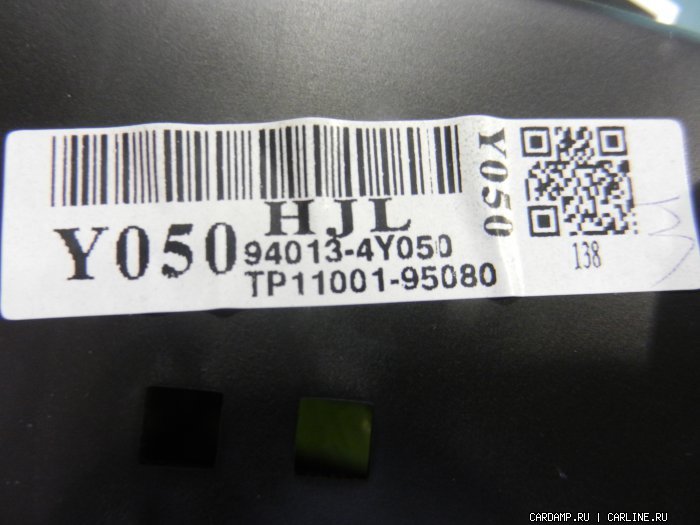 HJL
Y050
94013-4Y050
TP11001-95080
Y050
138
CARDAMP.RU | CARLINE.RU